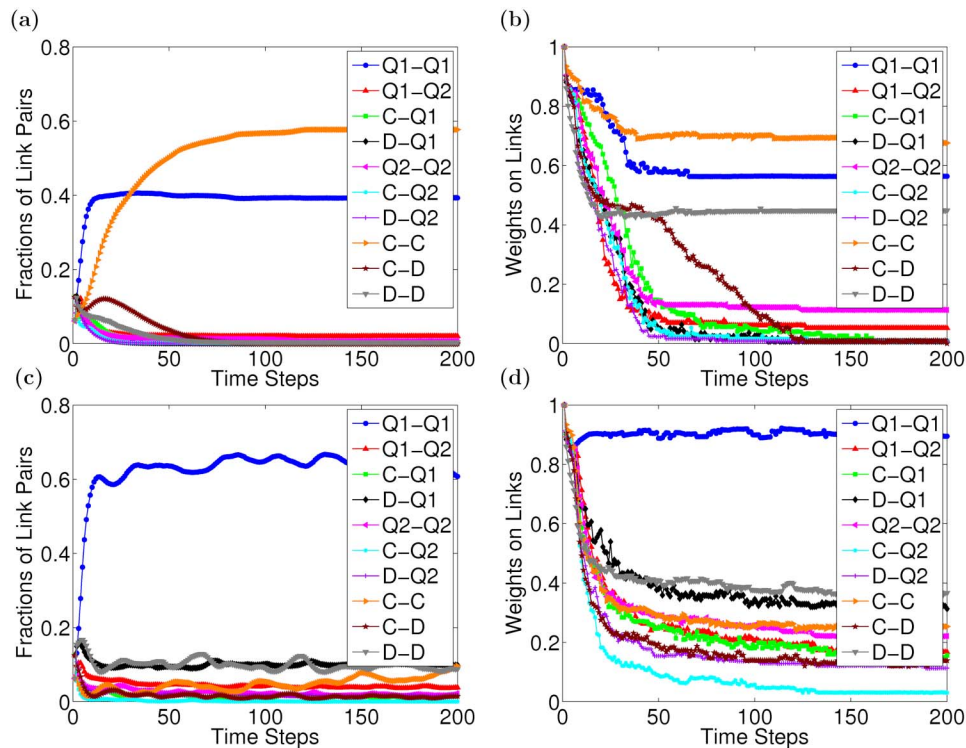 (a)
0.8
0.6
0.4
0.2
0
0 50 100 150 200
Fractions of Link Pairs
Time Steps
Q1−Q1
Q1−Q2
C−Q1
D−Q1
Q2−Q2
C−Q2
D−Q2
C−C
C−D
D−D
(b)
1
0.8
0.6
0.4
0.2
0
0 50 100 150 200
Weights on Links
Time Steps
Q1−Q1
Q1−Q2
C−Q1
D−Q1
Q2−Q2
C−Q2
D−Q2
C−C
C−D
D−D
(c)
0.8
0.6
0.4
0.2
0
0 50 100 150 200
Fractions of Link Pairs
Time Steps
Q1−Q1
Q1−Q2
C−Q1
D−Q1
Q2−Q2
C−Q2
D−Q2
C−C
C−D
D−D
(d)
1
0.8
0.6
0.4
0.2
0
0 50 100 150 200
Weights on Links
Time Steps
Q1−Q1
Q1−Q2
C−Q1
D−Q1
Q2−Q2
C−Q2
D−Q2
C−C
C−D
D−D